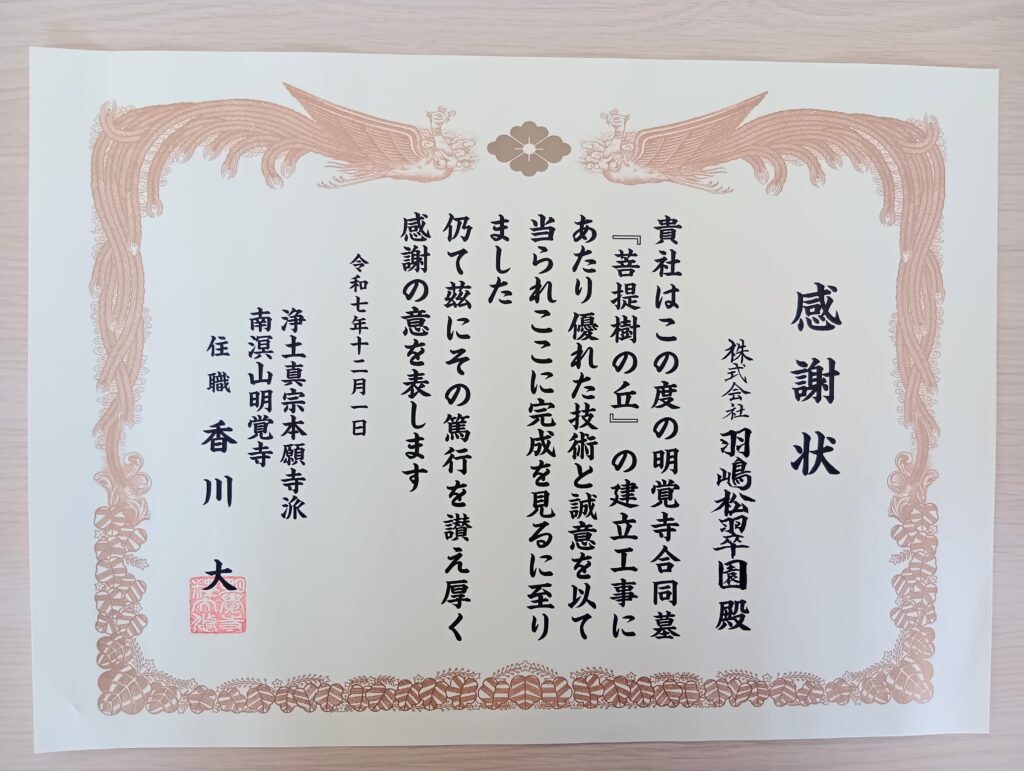 感謝状
株式会社 羽嶋松翠園 殿
貴社はこの度の明覚寺合同墓
『菩提樹の丘』の建立工事に
あたり優れた技術と誠意を以て
当られここに完成を見るに至り
ました
仍て茲にその篤行を讃え厚く
感謝の意を表します
令和七年十二月一日
浄土真宗本願寺派
南溟山明覚寺
住職 香川 大